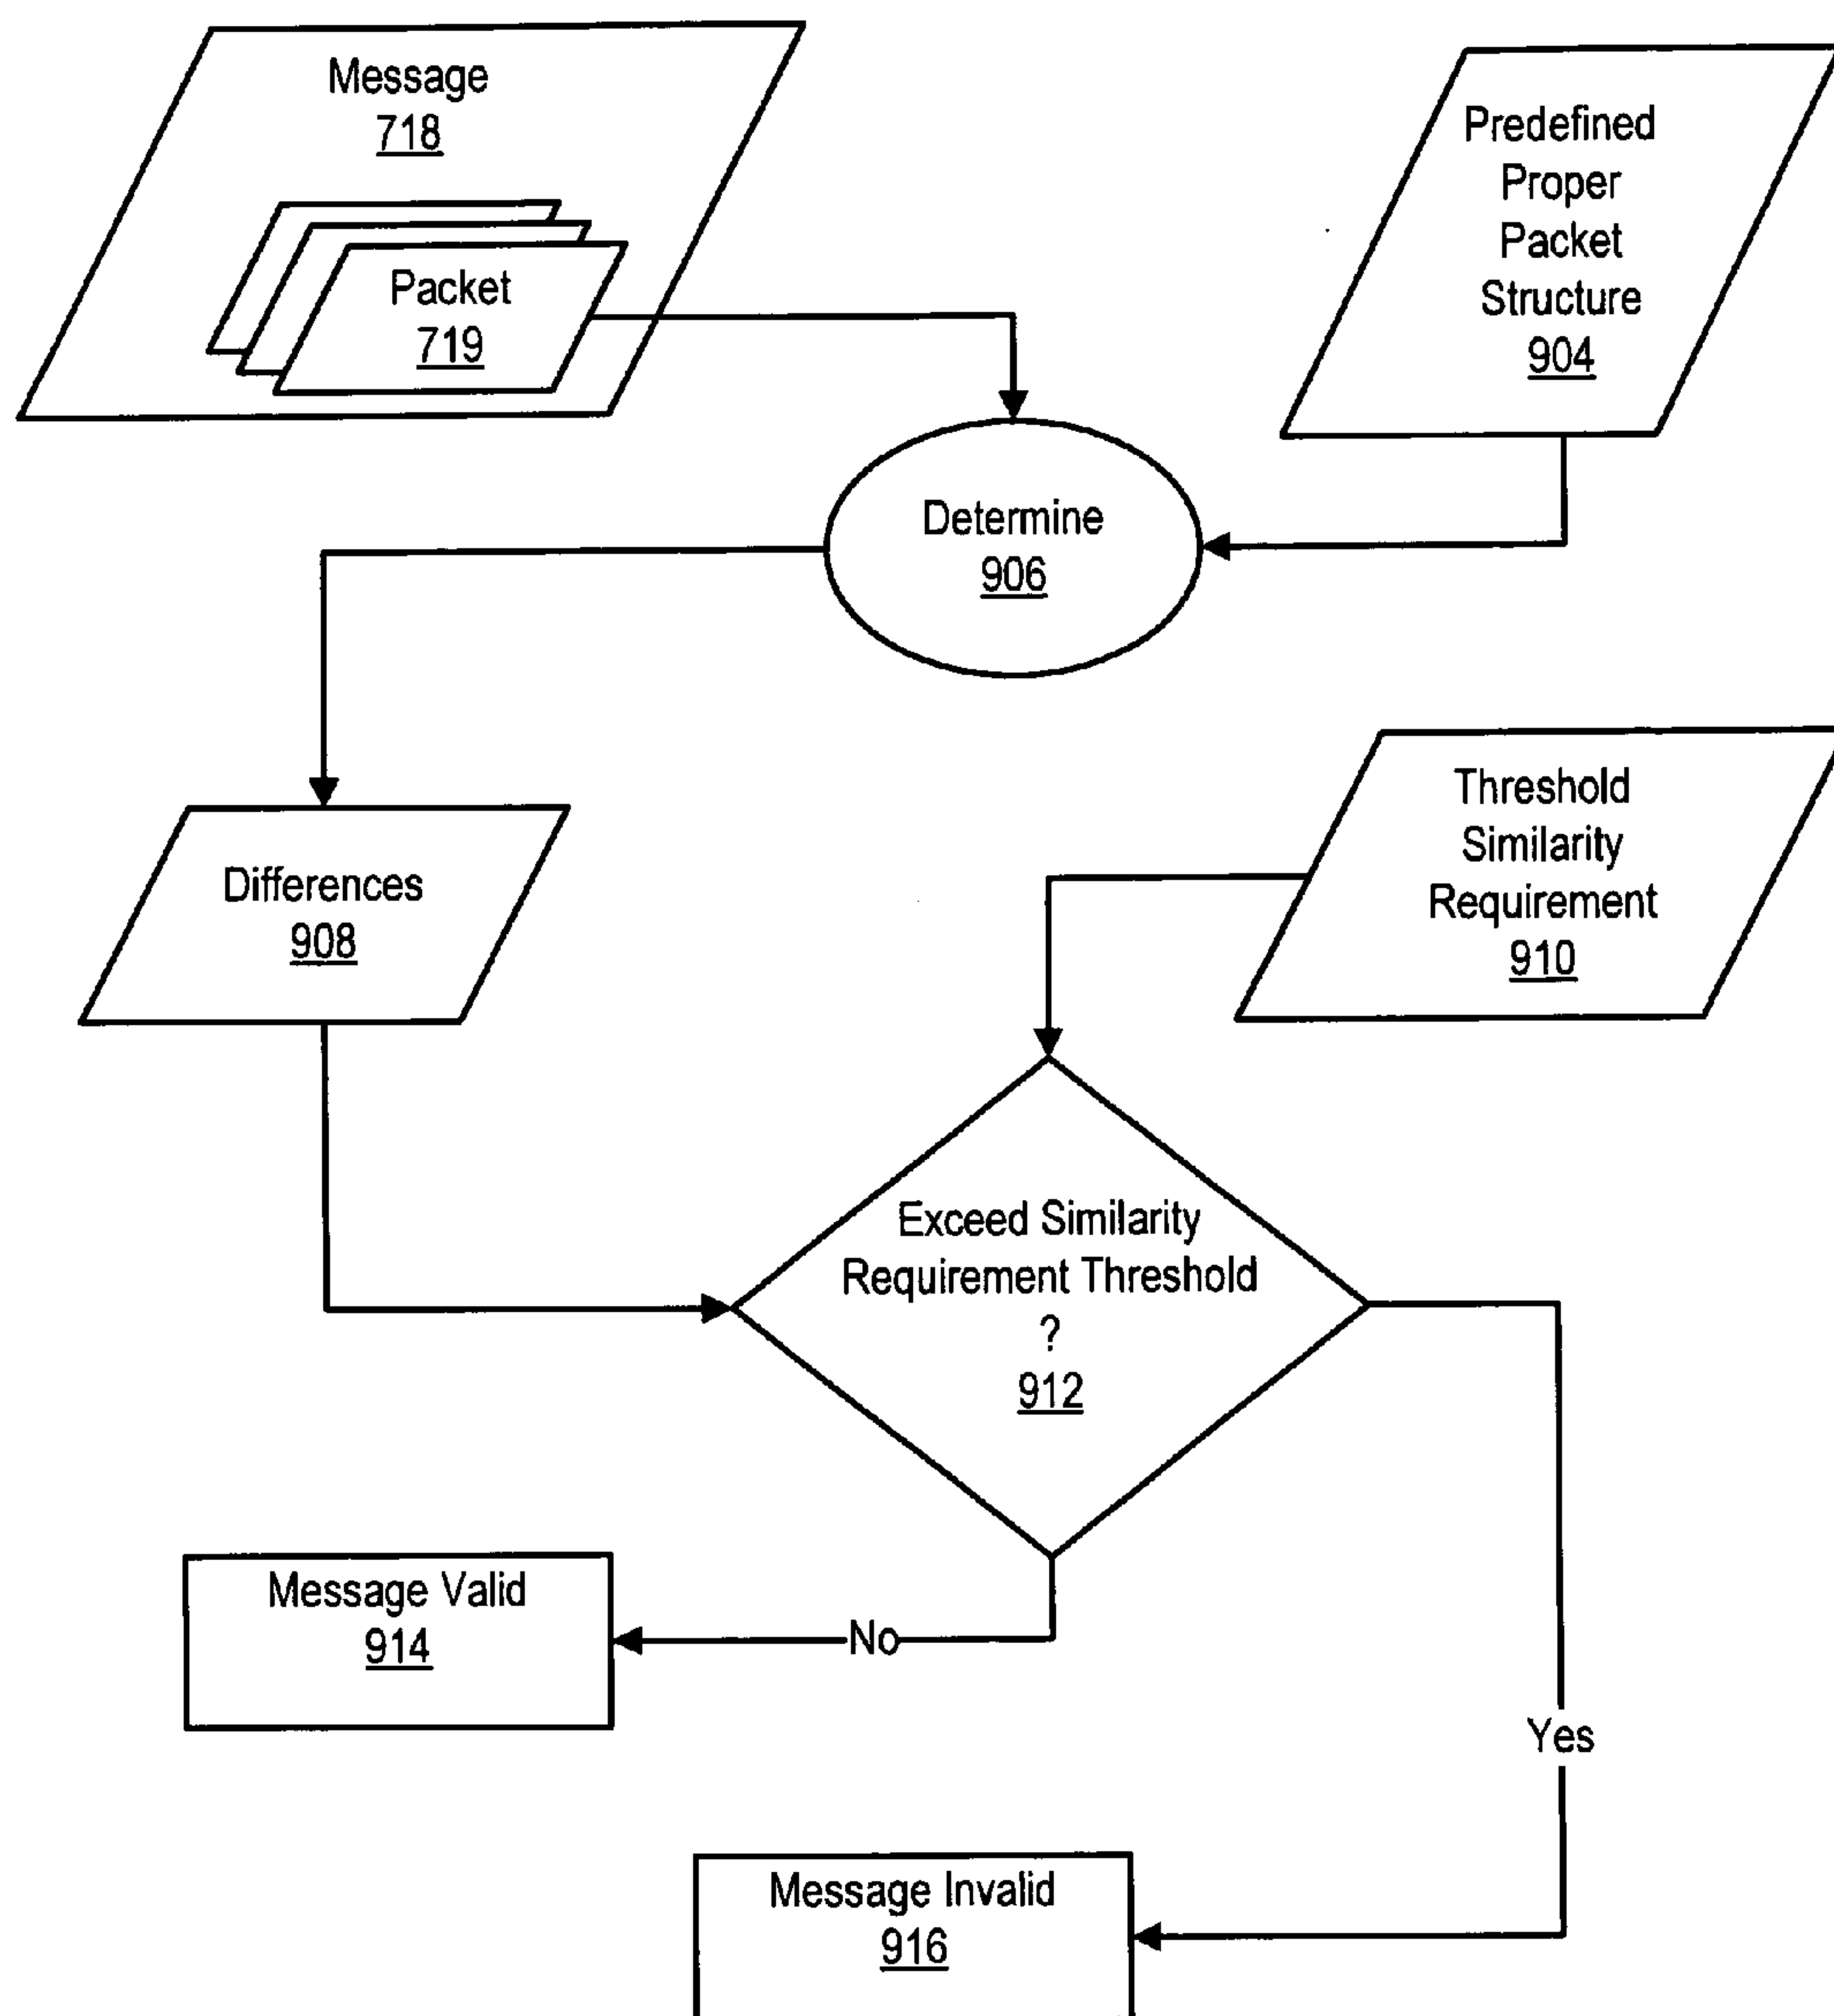 Message
718
Packet
719
Predefined
Proper
Packet
Structure
904
Determine
906
Differences
908
Threshold
Similarity
Requirement
910
Exceed Similarity
Requirement Threshold
?
912
Message Valid
914
No
Yes
Message Invalid
916